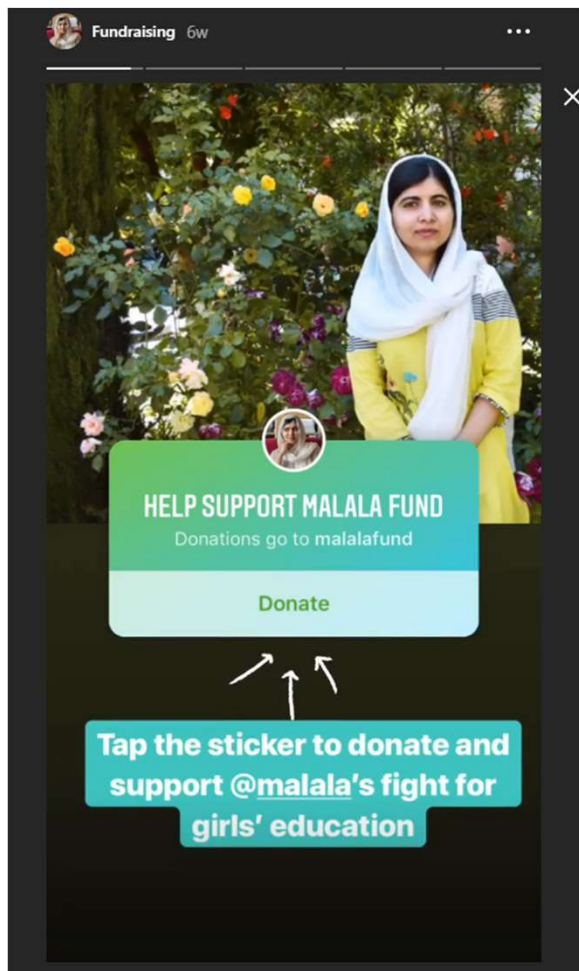 Fundraising 6w
HELP SUPPORT MALALA FUND
Donations go to malalafund
Donate
Tap the sticker to donate and
support @malala's fight for
girls' education